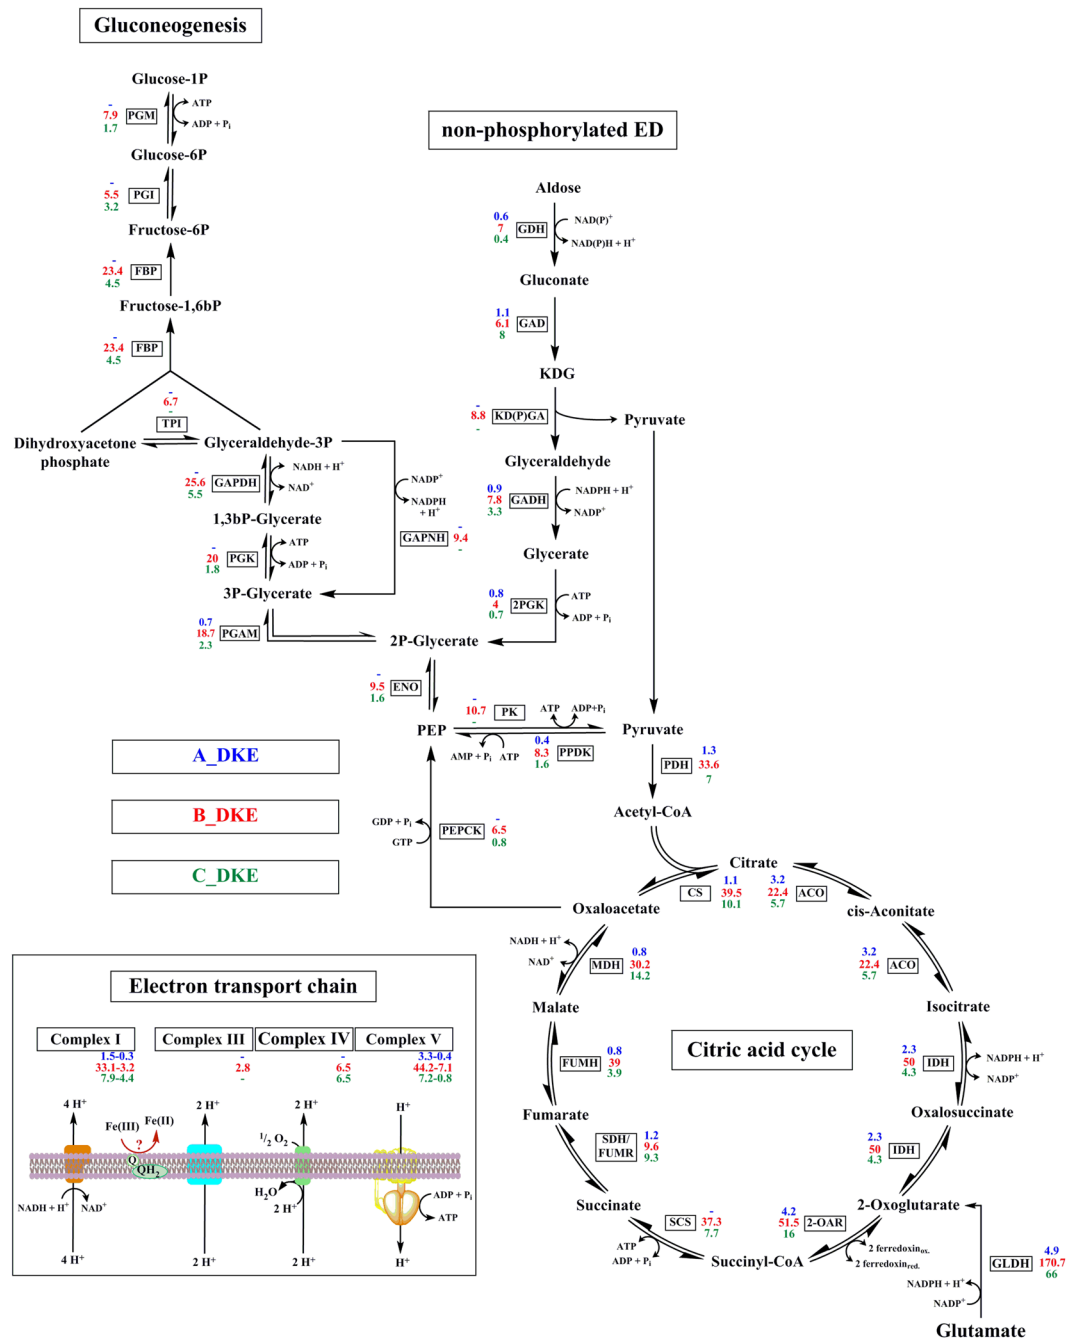 Gluconeogenesis
Glucose-1P
-
7.9
1.7
PGM
ATP
ADP + Pi
Glucose-6P
-
5.5
3.2
PGI
Fructose-6P
-
23.4
4.5
FBP
Fructose-1,6bP
-
23.4
4.5
FBP
-
6.7
-
TPI
Dihydroxyacetone
phosphate
Glyceraldehyde-3P
-
25.6
5.5
GAPDH
NADH + H+
NAD+
NADP+
NADPH
+ H+
GAPNH
-
9.4
-
1,3bP-Glycerate
-
20
1.8
PGK
ATP
ADP + Pi
3P-Glycerate
0.7
18.7
2.3
PGAM
2P-Glycerate
-
9.5
1.6
ENO
PEP
non-phosphorylated ED
Aldose
0.6
7
0.4
GDH
NAD(P)+
NAD(P)H + H+
Gluconate
1.1
6.1
8
GAD
KDG
-
8.8
-
KD(P)GA
Pyruvate
Glyceraldehyde
0.9
7.8
3.3
GADH
NADPH + H+
NADP+
Glycerate
0.8
4
0.7
2PGK
ATP
ADP + Pi
-
10.7
-
PK
ATP
ADP+Pi
AMP + Pi
ATP
0.4
8.3
1.6
PPDK
Pyruvate
PDH
1.3
33.6
7
Acetyl-CoA
GDP + Pi
GTP
PEPCK
-
6.5
0.8
A_DKE
B_DKE
C_DKE
Citric acid cycle
Citrate
CS
1.1
39.5
10.1
3.2
22.4
5.7
ACO
Oxaloacetate
cis-Aconitate
NADH + H+
NAD+
MDH
0.8
30.2
14.2
3.2
22.4
5.7
ACO
Malate
Isocitrate
FUMH
0.8
39
3.9
2.3
50
4.3
IDH
NADPH + H+
NADP+
Fumarate
Oxalosuccinate
SDH/
FUMR
1.2
9.6
9.3
2.3
50
4.3
IDH
Succinate
2-Oxoglutarate
SCS
-
37.3
7.7
ATP
ADP + Pi
4.2
51.5
16
2-OAR
2 ferredoxinox.
2 ferredoxinred.
Succinyl-CoA
GLDH
4.9
170.7
66
NADPH + H+
NADP+
Glutamate
Electron transport chain
Complex I
1.5-0.3
33.1-3.2
7.9-4.4
Complex III
-
2.8
-
Complex IV
-
6.5
6.5
Complex V
3.3-0.4
44.2-7.1
7.2-0.8
4 H+
Fe(III)
Fe(II)
?
Q
QH2
2 H+
2 H+
1/2 O2
H2O
2 H+
H+
NADH + H+
NAD+
ADP + Pi
ATP
4 H+
2 H+
2 H+
H+